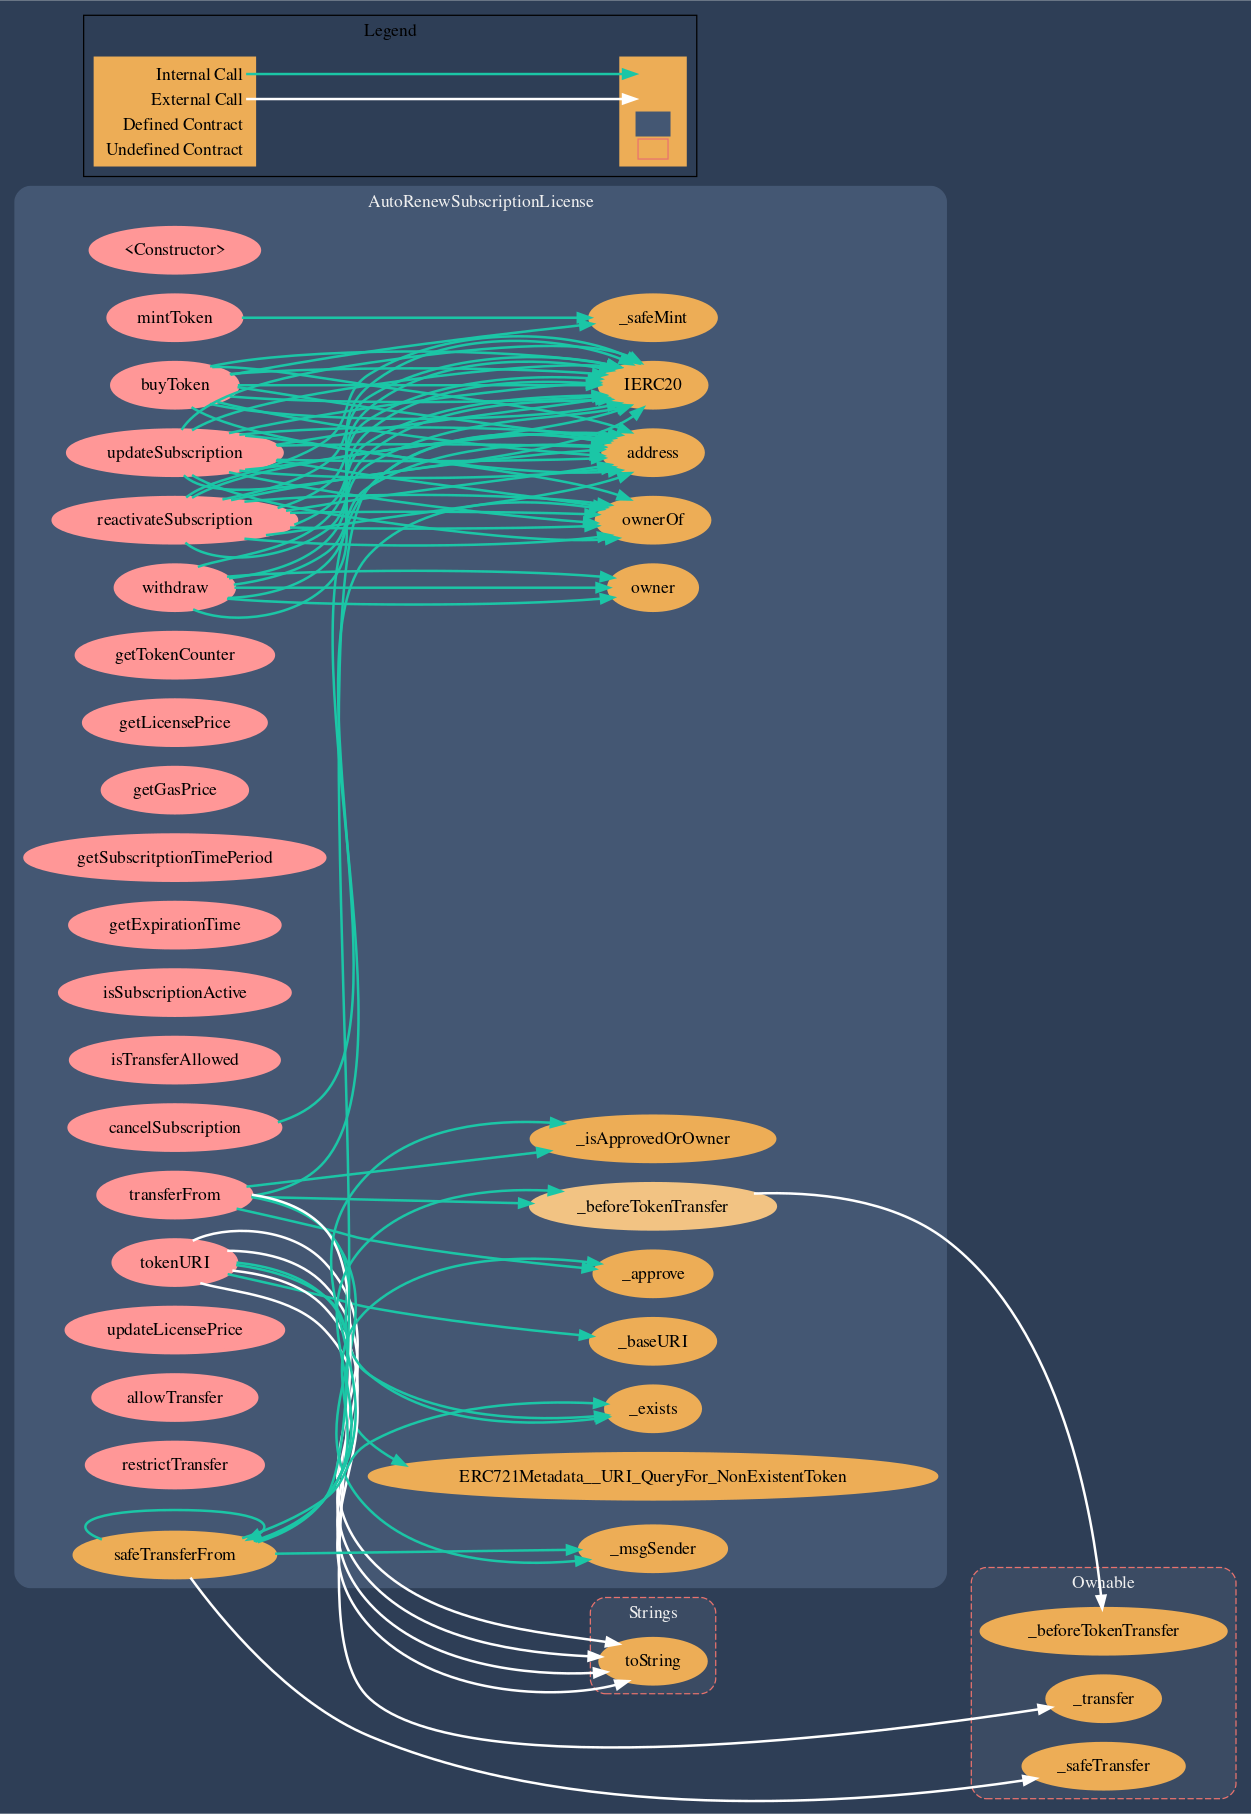 Legend
Internal Call
External Call
Defined Contract
Undefined Contract
AutoRenewSubscriptionLicense
<Constructor>
mintToken
_safeMint
buyToken
IERC20
updateSubscription
address
reactivateSubscription
ownerOf
withdraw
owner
getTokenCounter
getLicensePrice
getGasPrice
getSubscritptionTimePeriod
getExpirationTime
isSubscriptionActive
isTransferAllowed
cancelSubscription
_isApprovedOrOwner
transferFrom
_beforeTokenTransfer
tokenURI
_approve
updateLicensePrice
_baseURI
allowTransfer
_exists
restrictTransfer
ERC721Metadata__URI_QueryFor_NonExistentToken
safeTransferFrom
_msgSender
Strings
toString
Ownable
_beforeTokenTransfer
_transfer
_safeTransfer